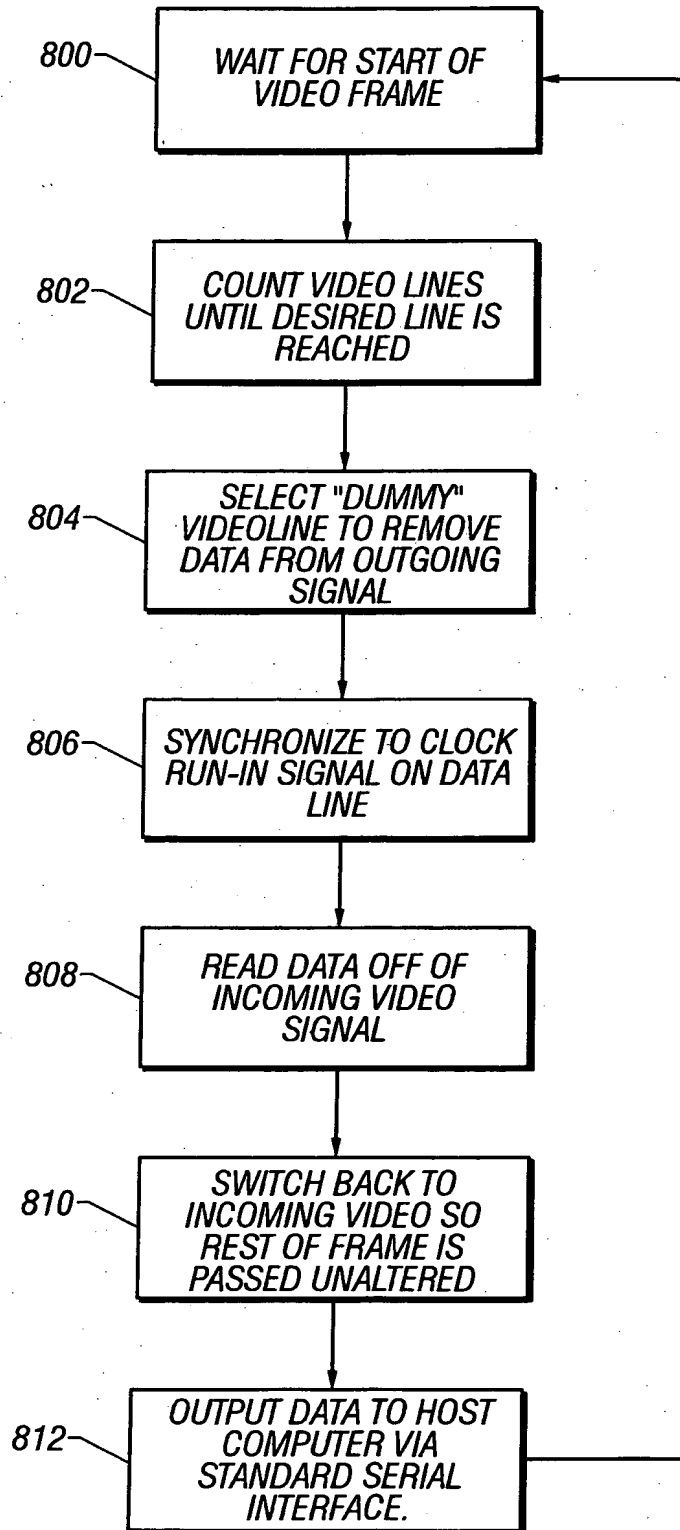 800
WAIT FOR START OF
VIDEO FRAME
802
COUNT VIDEO LINES
UNTIL DESIRED LINE IS
REACHED
804
SELECT "DUMMY"
VIDEOLINE TO REMOVE
DATA FROM OUTGOING
SIGNAL
806
SYNCHRONIZE TO CLOCK
RUN-IN SIGNAL ON DATA
LINE
808
READ DATA OFF OF
INCOMING VIDEO
SIGNAL
810
SWITCH BACK TO
INCOMING VIDEO SO
REST OF FRAME IS
PASSED UNALTERED
812
OUTPUT DATA TO HOST
COMPUTER VIA
STANDARD SERIAL
INTERFACE.